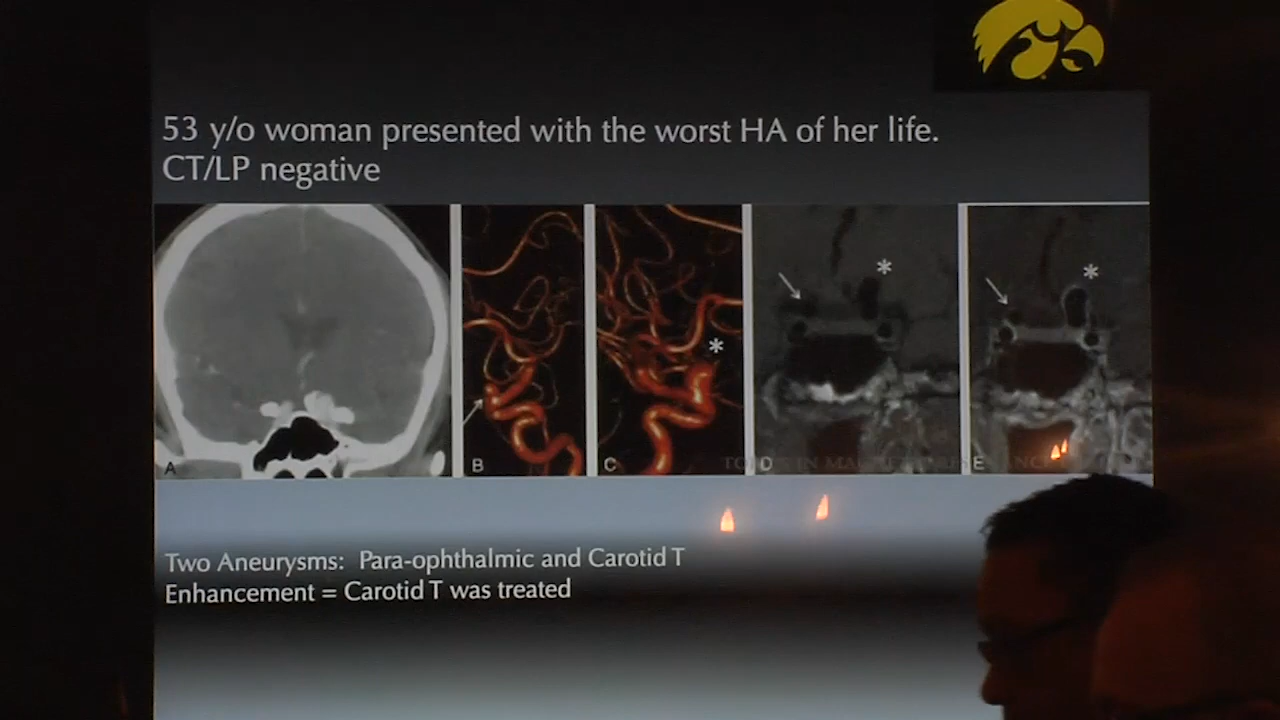 53 y/o woman presented with the worst HA of her life.
CT/LP negative
*
*
*
A
B
C
D
E
Two Aneurysms: Para-ophthalmic and Carotid T
Enhancement = Carotid T was treated